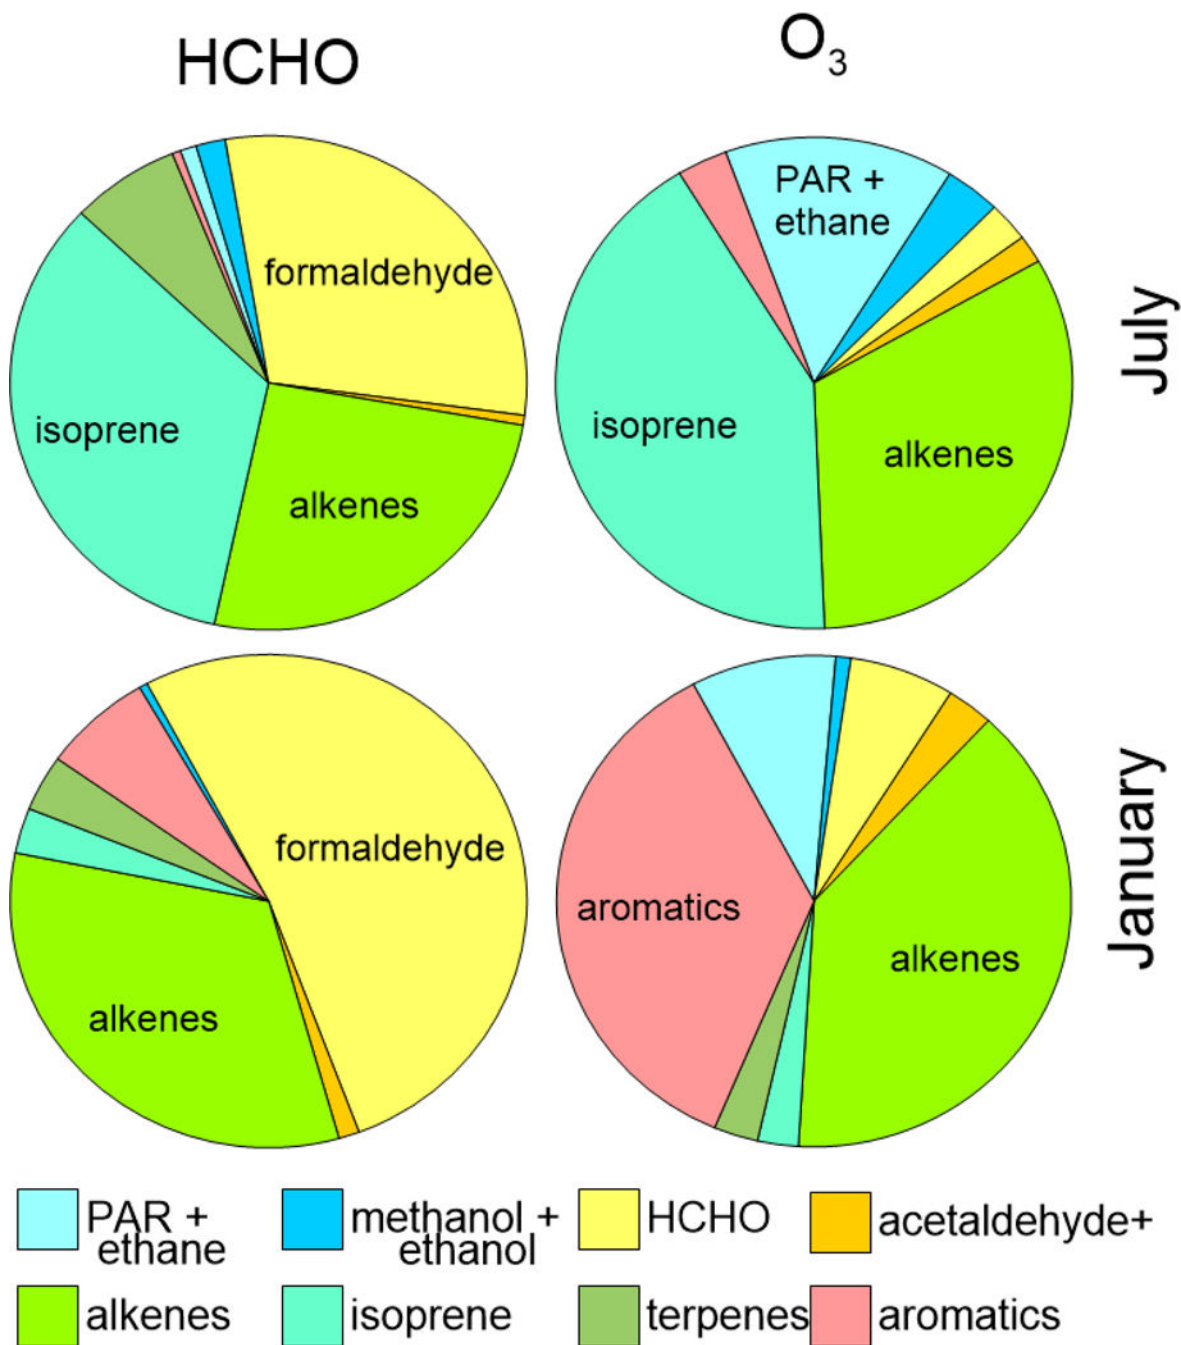 HCHO
O3
PAR +
ethane
formaldehyde
isoprene
alkenes
isoprene
alkenes
July
formaldehyde
alkenes
aromatics
alkenes
January
PAR +
ethane
methanol +
ethanol
HCHO
acetaldehyde+
alkenes
isoprene
terpenes
aromatics